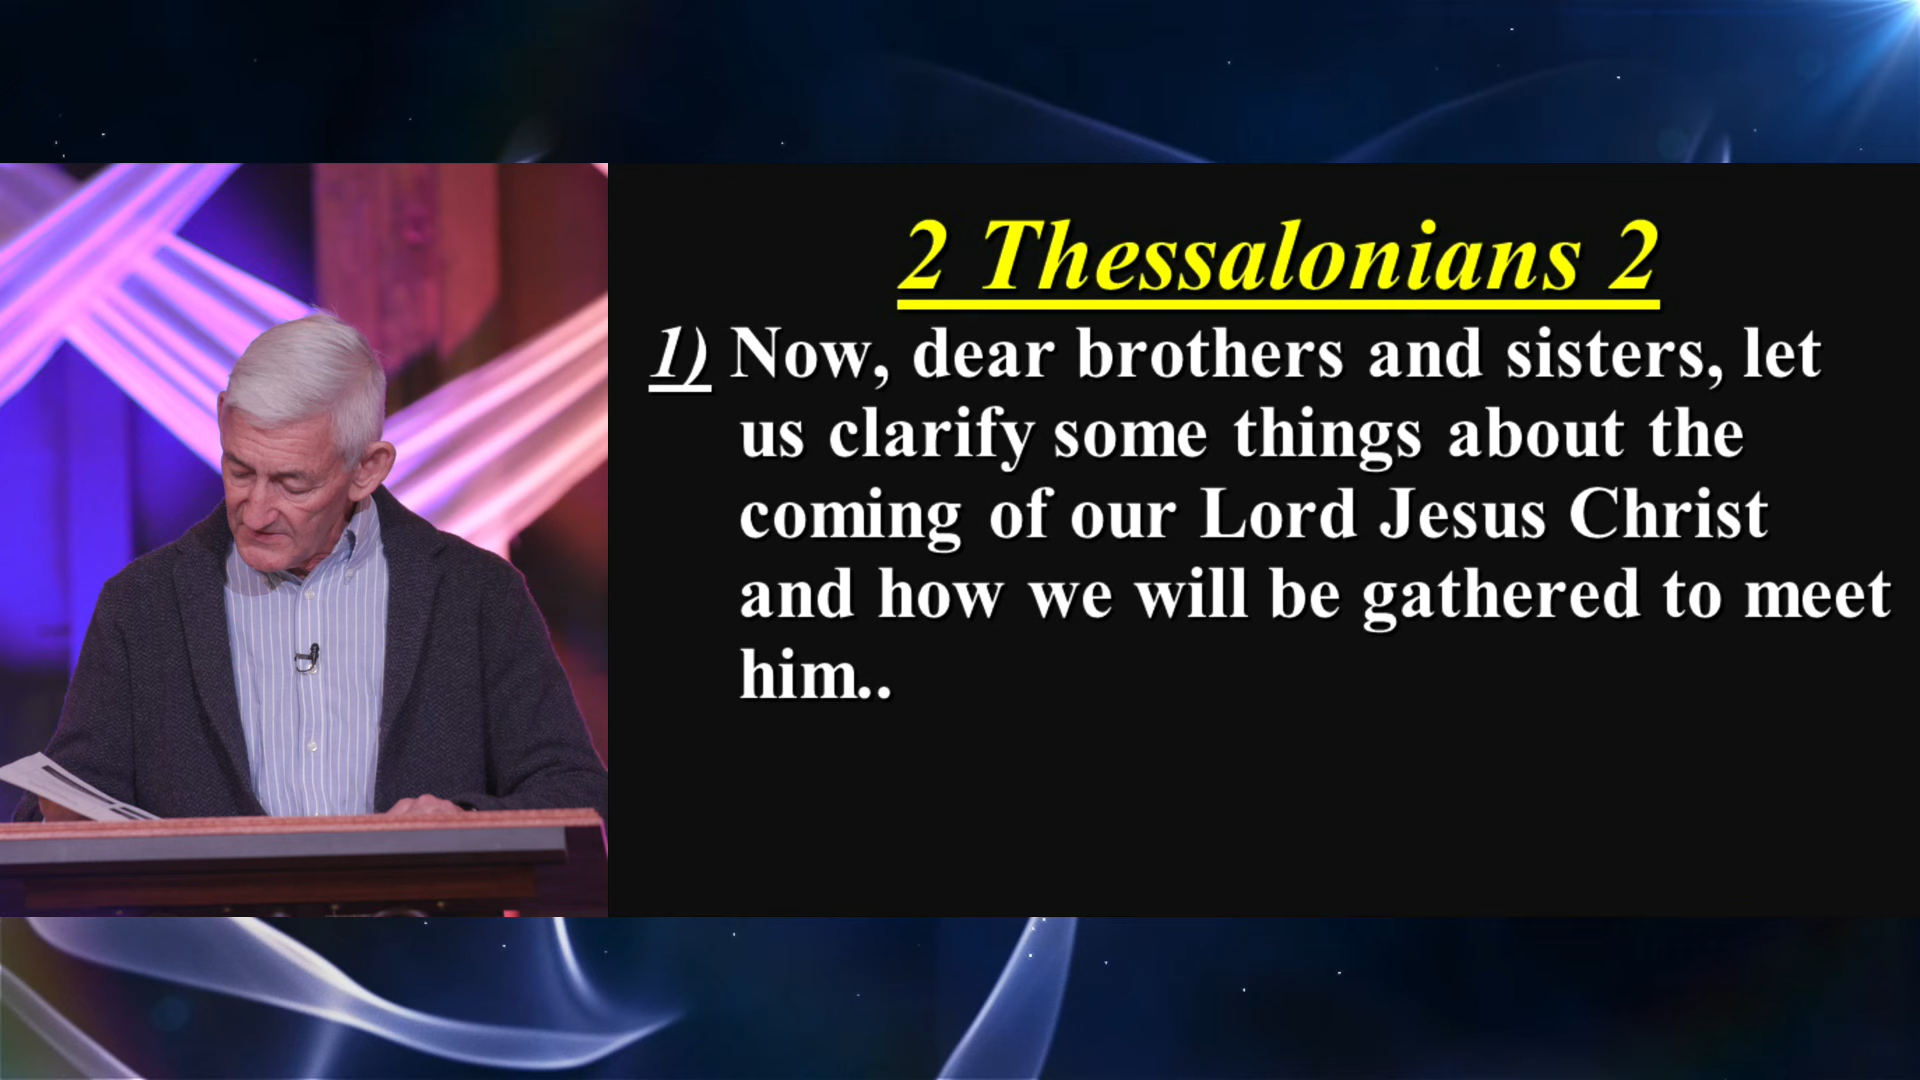 2 Thessalonians 2
1) Now, dear brothers and sisters, let
us clarify some things about the
coming of our Lord Jesus Christ
and how we will be gathered to meet
him..